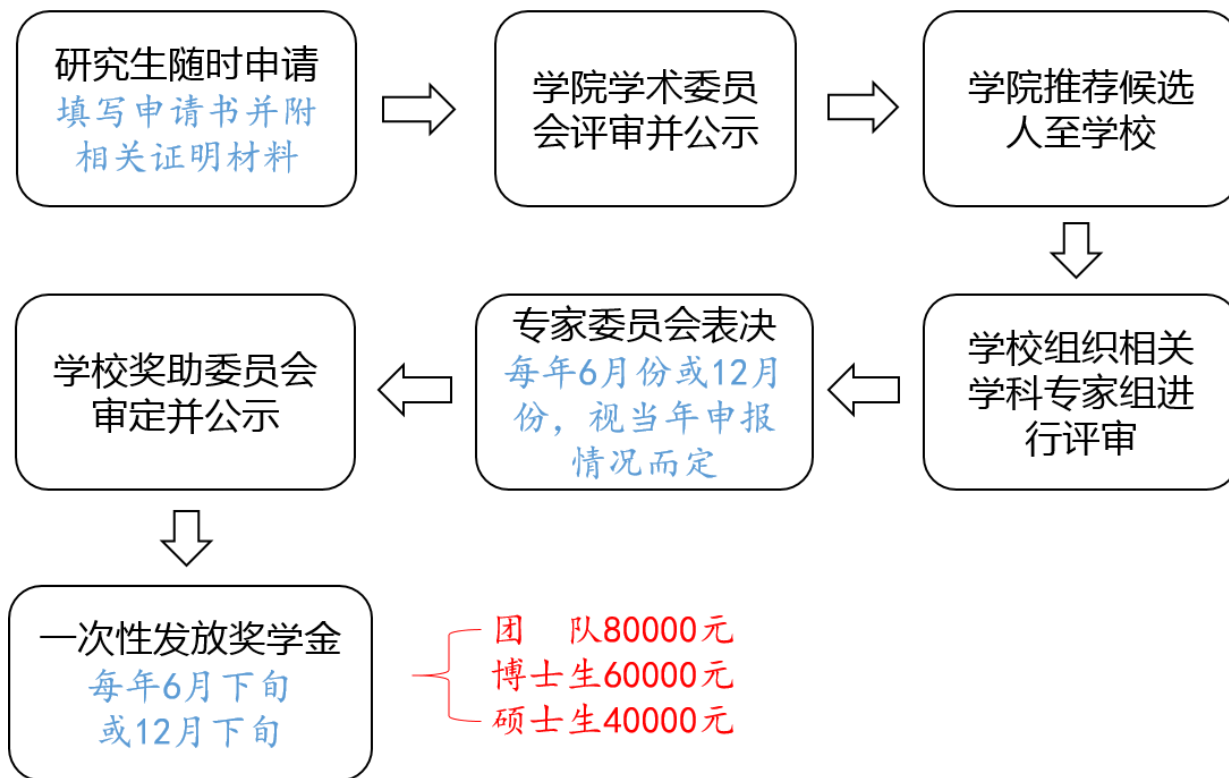 研究生随时申请
填写申请书并附
相关证明材料
学院学术委员
会评审并公示
学院推荐候选
人至学校
学校组织相关
学科专家组进
行评审
专家委员会表决
每年6月份或12月
份，视当年申报
情况而定
学校奖助委员会
审定并公示
一次性发放奖学金
每年6月下旬
或12月下旬
团　队80000元
博士生60000元
硕士生40000元